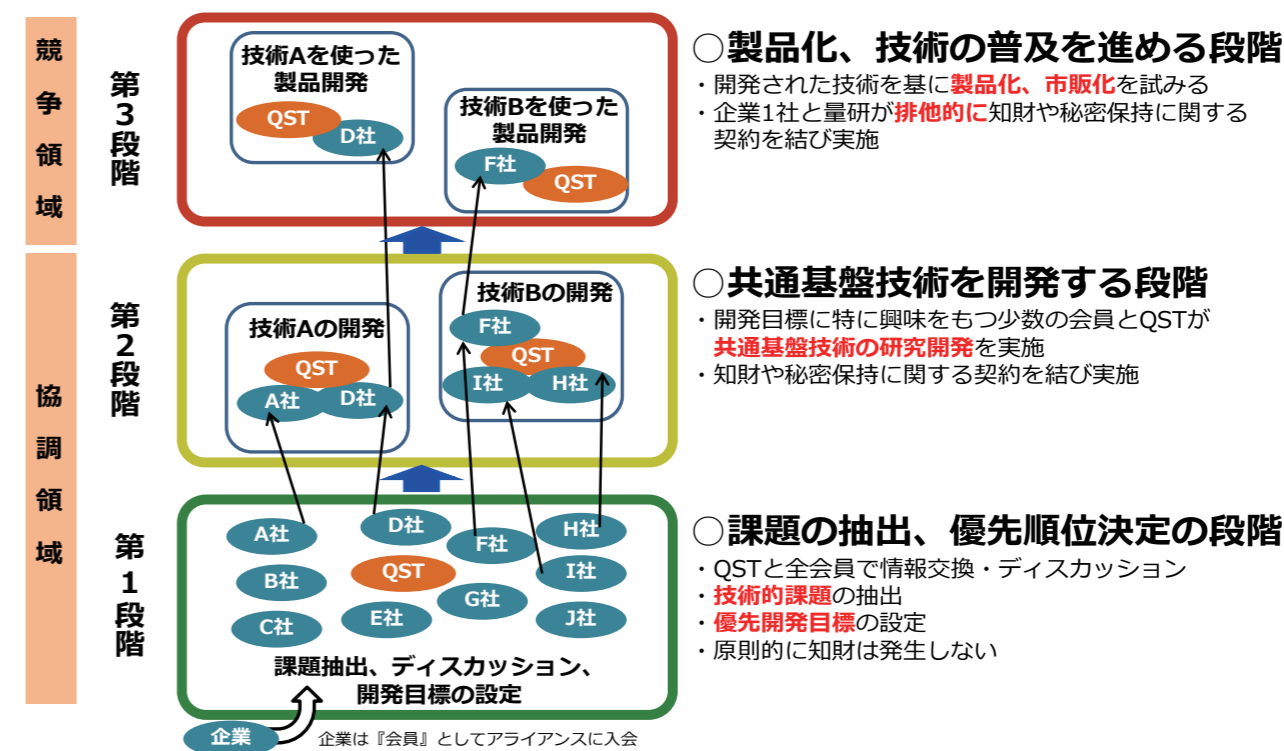 競争領域
第3段階
技術Aを使った
製品開発
QST
D社
技術Bを使った
製品開発
F社
QST
○製品化、技術の普及を進める段階
・開発された技術を基に製品化、市販化を試みる
・企業1社と量研が排他的に知財や秘密保持に関する
契約を結び実施
協調領域
第2段階
技術Aの開発
QST
A社
D社
技術Bの開発
F社
QST
I社
H社
○共通基盤技術を開発する段階
・開発目標に特に興味をもつ少数の会員とQSTが
共通基盤技術の研究開発を実施
・知財や秘密保持に関する契約を結び実施
第1段階
A社
D社
F社
H社
B社
QST
I社
G社
C社
E社
J社
課題抽出、ディスカッション、
開発目標の設定
○課題の抽出、優先順位決定の段階
・QSTと全会員で情報交換・ディスカッション
・技術的課題の抽出
・優先開発目標の設定
・原則的に知財は発生しない
企業
企業は『会員』としてアライアンスに入会